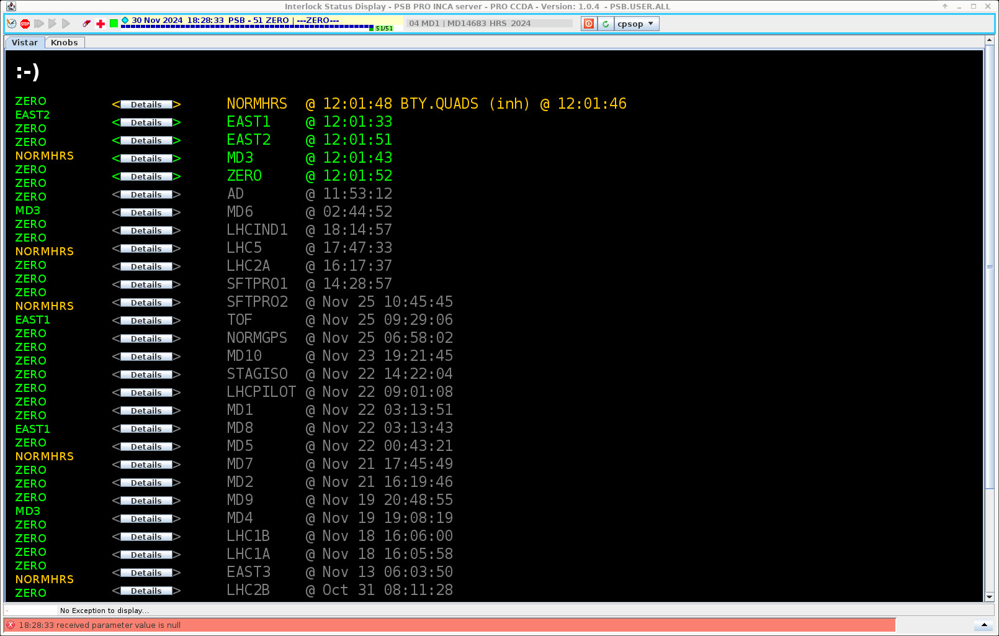 Interlock Status Display - PSB PRO INCA server - PRO CCDA - Version: 1.0.4 - PSB.USER.ALL
STOP 30 Nov 2024 18:28:33 PSB - 51 ZERO | ---ZERO--- 51/51 04 MD1 | MD14683 HRS 2024 cpsop
Vistar Knobs
:-)
ZERO
EAST2
ZERO
ZERO
NORMHRS
ZERO
ZERO
ZERO
MD3
ZERO
ZERO
NORMHRS
ZERO
ZERO
ZERO
NORMHRS
EAST1
ZERO
ZERO
ZERO
ZERO
ZERO
ZERO
ZERO
EAST1
ZERO
NORMHRS
ZERO
ZERO
ZERO
MD3
ZERO
ZERO
ZERO
ZERO
NORMHRS
ZERO
< Details > NORMHRS @ 12:01:48 BTY.QUADS (inh) @ 12:01:46
< Details > EAST1 @ 12:01:33
< Details > EAST2 @ 12:01:51
< Details > MD3 @ 12:01:43
< Details > ZERO @ 12:01:52
< Details > AD @ 11:53:12
< Details > MD6 @ 02:44:52
< Details > LHCIND1 @ 18:14:57
< Details > LHC5 @ 17:47:33
< Details > LHC2A @ 16:17:37
< Details > SFTPRO1 @ 14:28:57
< Details > SFTPRO2 @ Nov 25 10:45:45
< Details > TOF @ Nov 25 09:29:06
< Details > NORMGPS @ Nov 25 06:58:02
< Details > MD10 @ Nov 23 19:21:45
< Details > STAGISO @ Nov 22 14:22:04
< Details > LHCPILOT @ Nov 22 09:01:08
< Details > MD1 @ Nov 22 03:13:51
< Details > MD8 @ Nov 22 03:13:43
< Details > MD5 @ Nov 22 00:43:21
< Details > MD7 @ Nov 21 17:45:49
< Details > MD2 @ Nov 21 16:19:46
< Details > MD9 @ Nov 19 20:48:55
< Details > MD4 @ Nov 19 19:08:19
< Details > LHC1B @ Nov 18 16:06:00
< Details > LHC1A @ Nov 18 16:05:58
< Details > EAST3 @ Nov 13 06:03:50
< Details > LHC2B @ Oct 31 08:11:28
- No Exception to display...
18:28:33 received parameter value is null